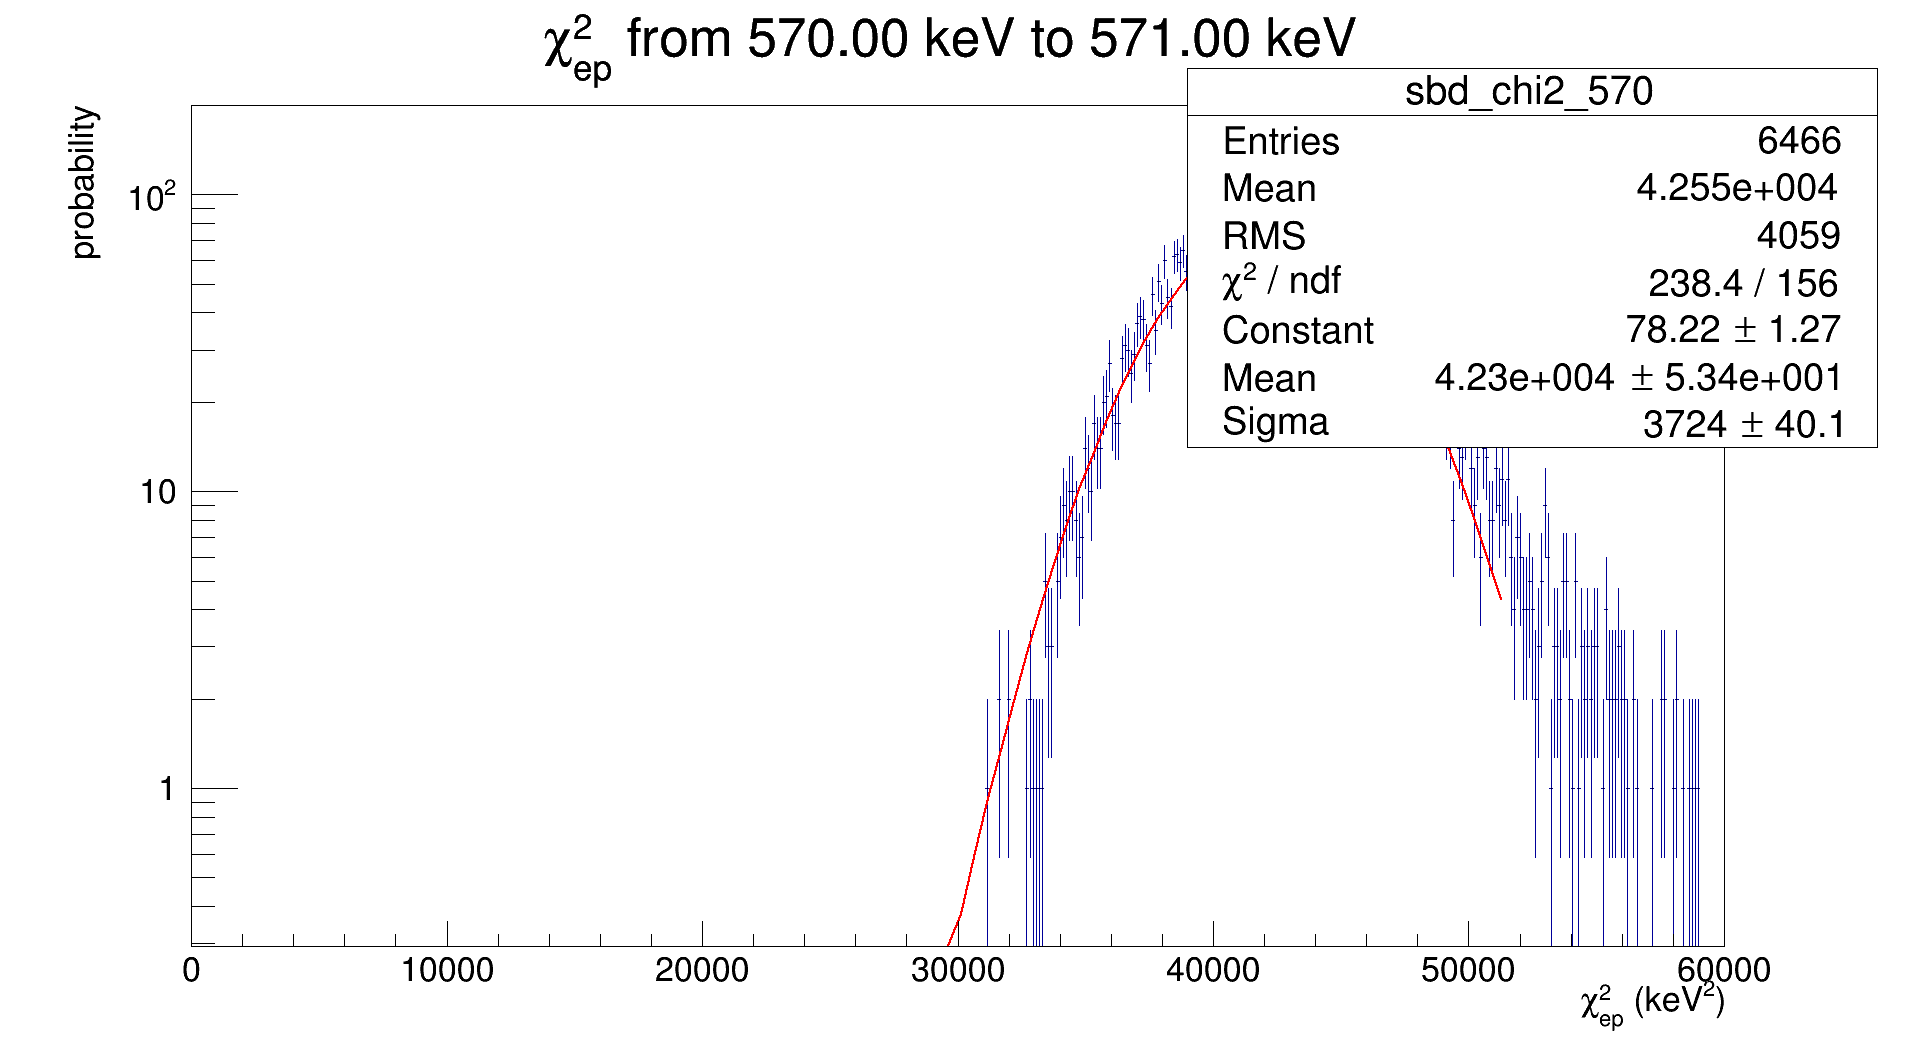 χ²ep from 570.00 keV to 571.00 keV
sbd_chi2_570
Entries 6466
Mean 4.255e+004
RMS 4059
χ² / ndf 238.4 / 156
Constant 78.22 ± 1.27
Mean 4.23e+004 ± 5.34e+001
Sigma 3724 ± 40.1
probability
10²
10
1
0 10000 20000 30000 40000 50000 60000
χ²ep (keV²)